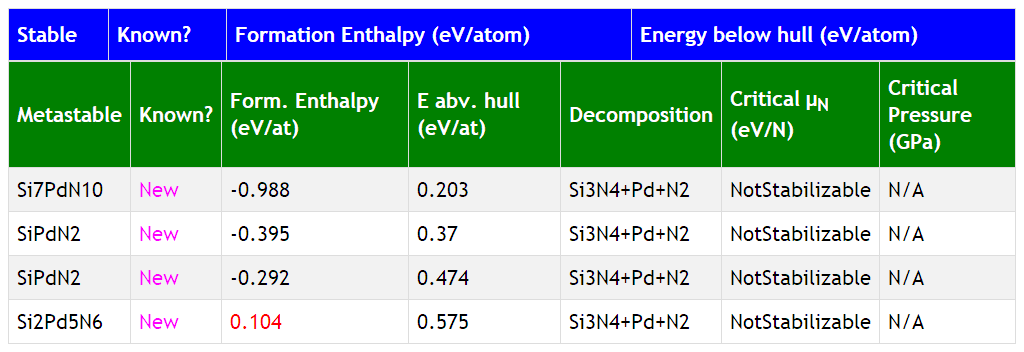 Stable Known? Formation Enthalpy (eV/atom) Energy below hull (eV/atom)
Metastable Known? Form. Enthalpy (eV/at) E abv. hull (eV/at) Decomposition Critical μN (eV/N) Critical Pressure (GPa)
Si7PdN10 New -0.988 0.203 Si3N4+Pd+N2 NotStabilizable N/A
SiPdN2 New -0.395 0.37 Si3N4+Pd+N2 NotStabilizable N/A
SiPdN2 New -0.292 0.474 Si3N4+Pd+N2 NotStabilizable N/A
Si2Pd5N6 New 0.104 0.575 Si3N4+Pd+N2 NotStabilizable N/A